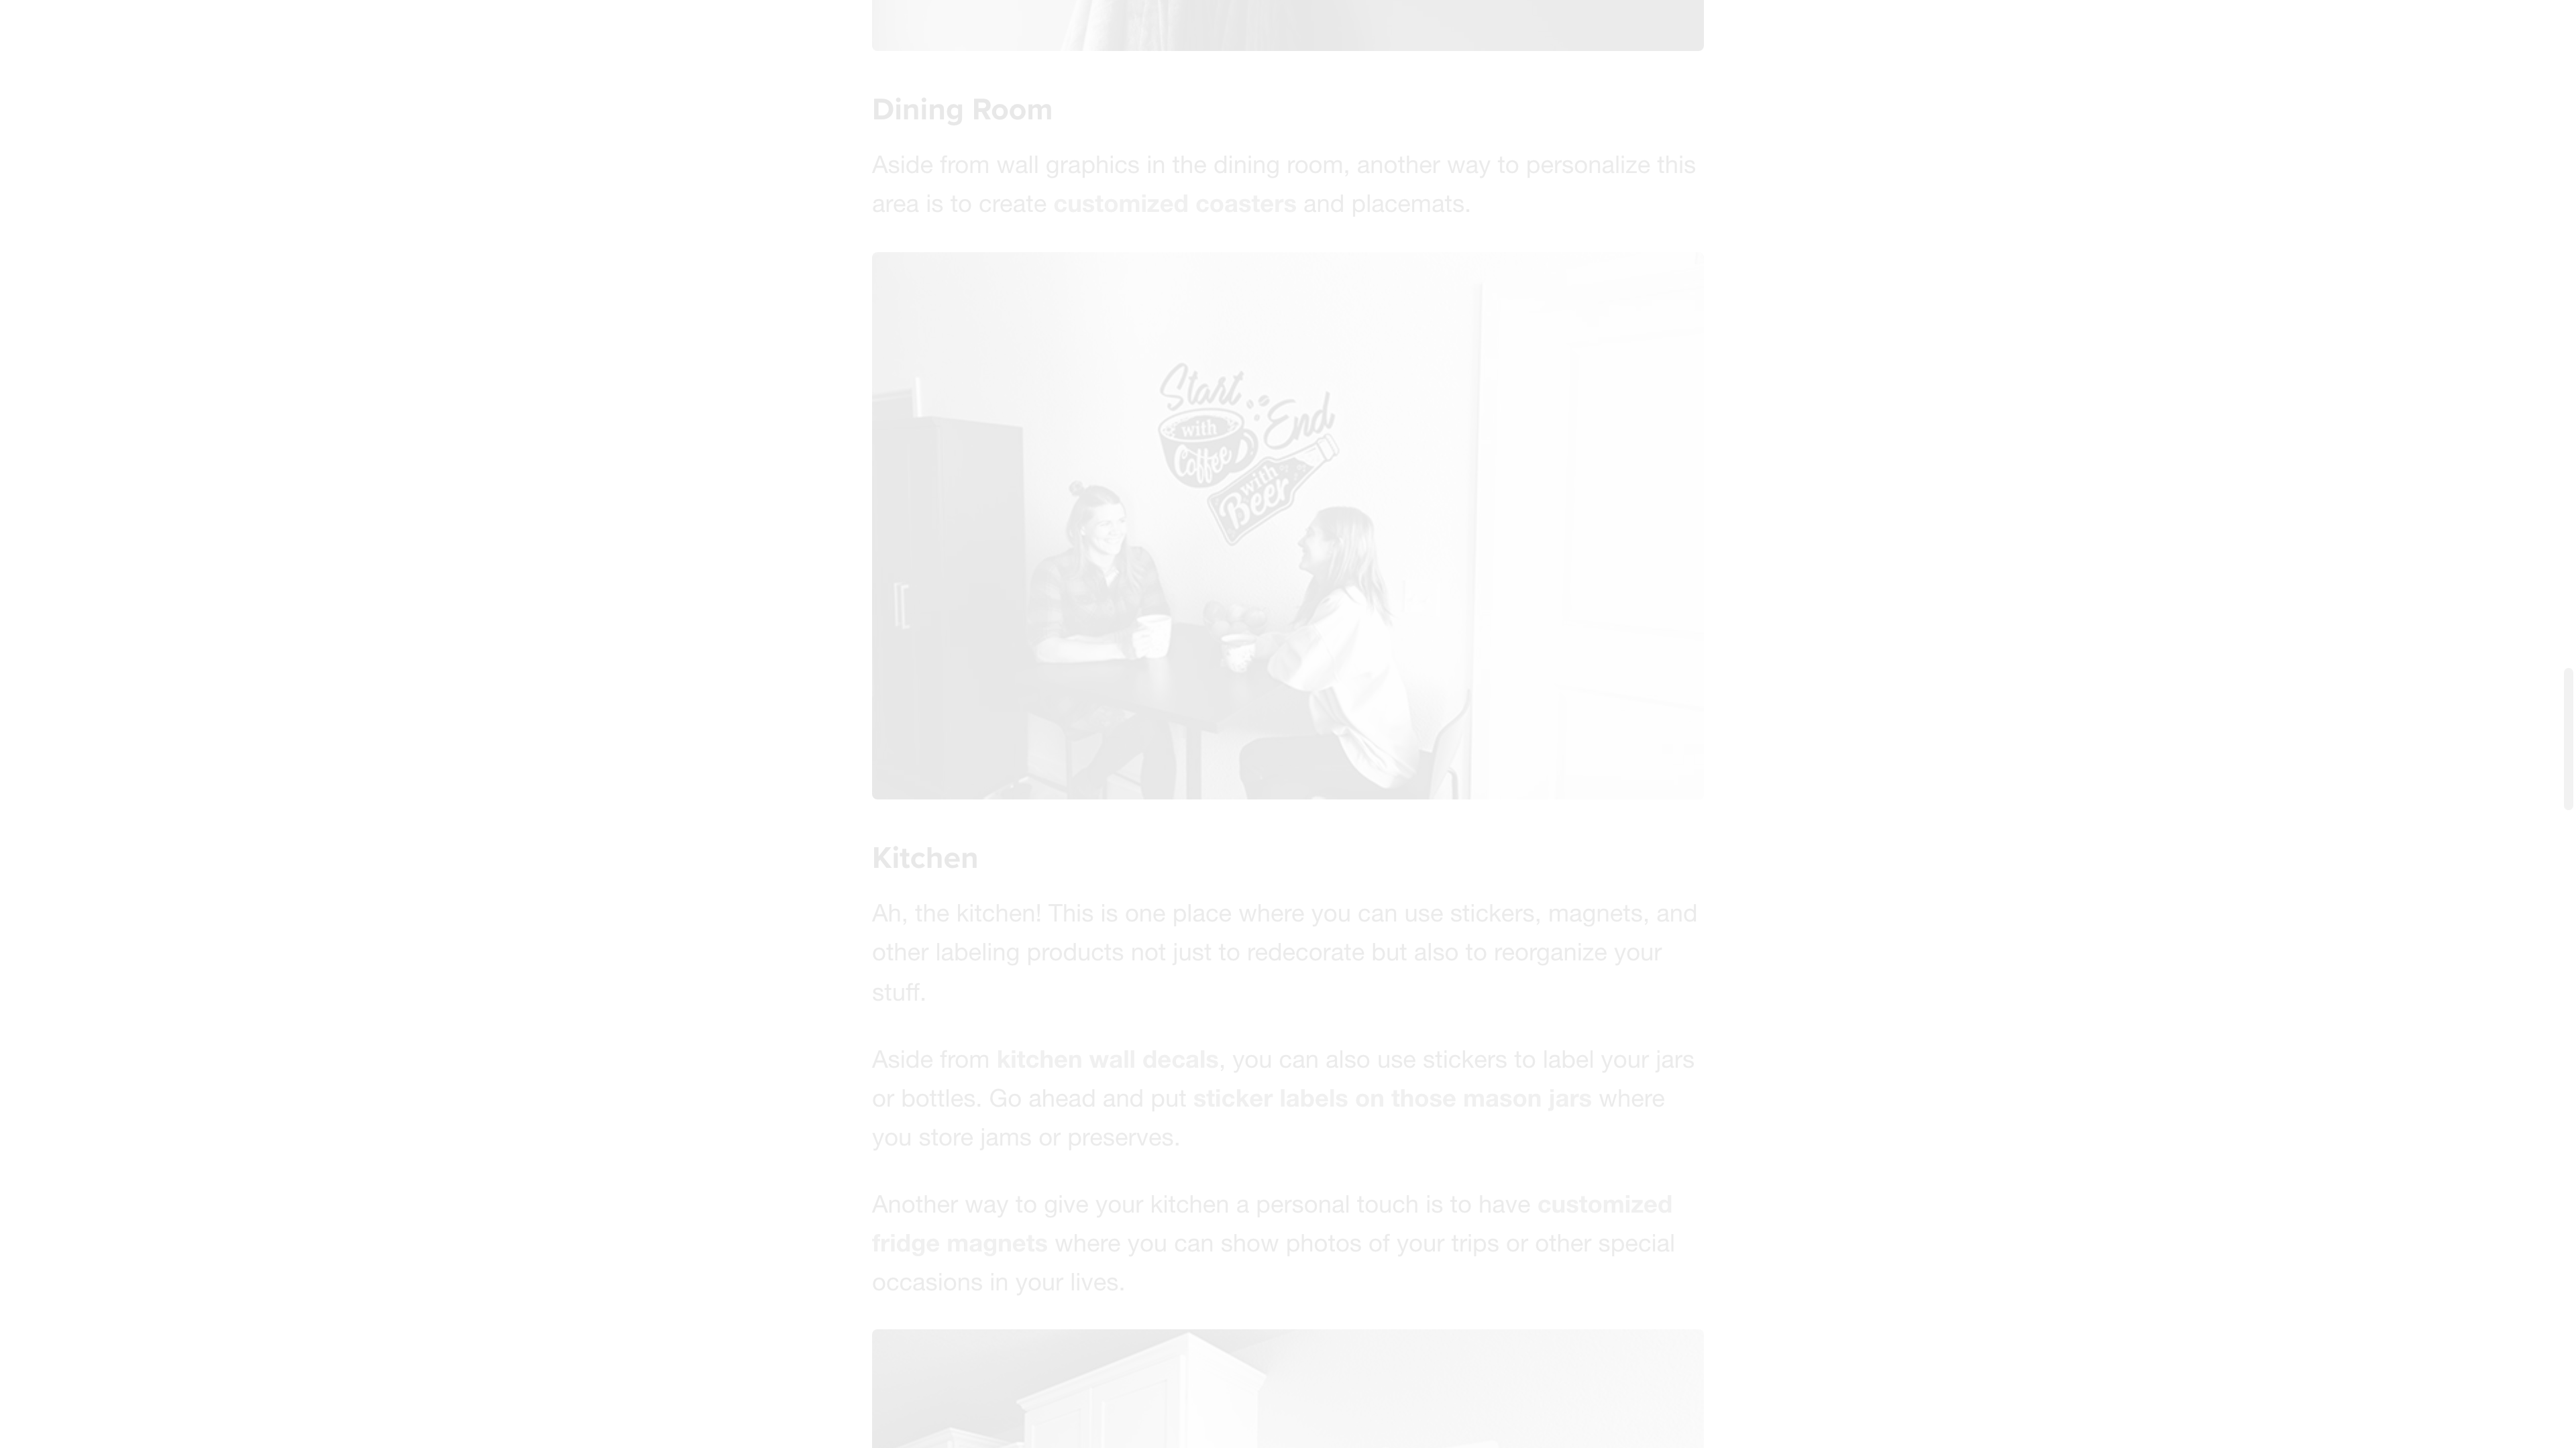 Dining Room
Aside from wall graphics in the dining room, another way to personalize this
area is to create customized coasters and placemats.
Start
with
Coffee
End
with
Beer
Kitchen
Ah, the kitchen! This is one place where you can use stickers, magnets, and
other labeling products not just to redecorate but also to reorganize your
stuff.
Aside from kitchen wall decals, you can also use stickers to label your jars
or bottles. Go ahead and put sticker labels on those mason jars where
you store jams or preserves.
Another way to give your kitchen a personal touch is to have customized
fridge magnets where you can show photos of your trips or other special
occasions in your lives.